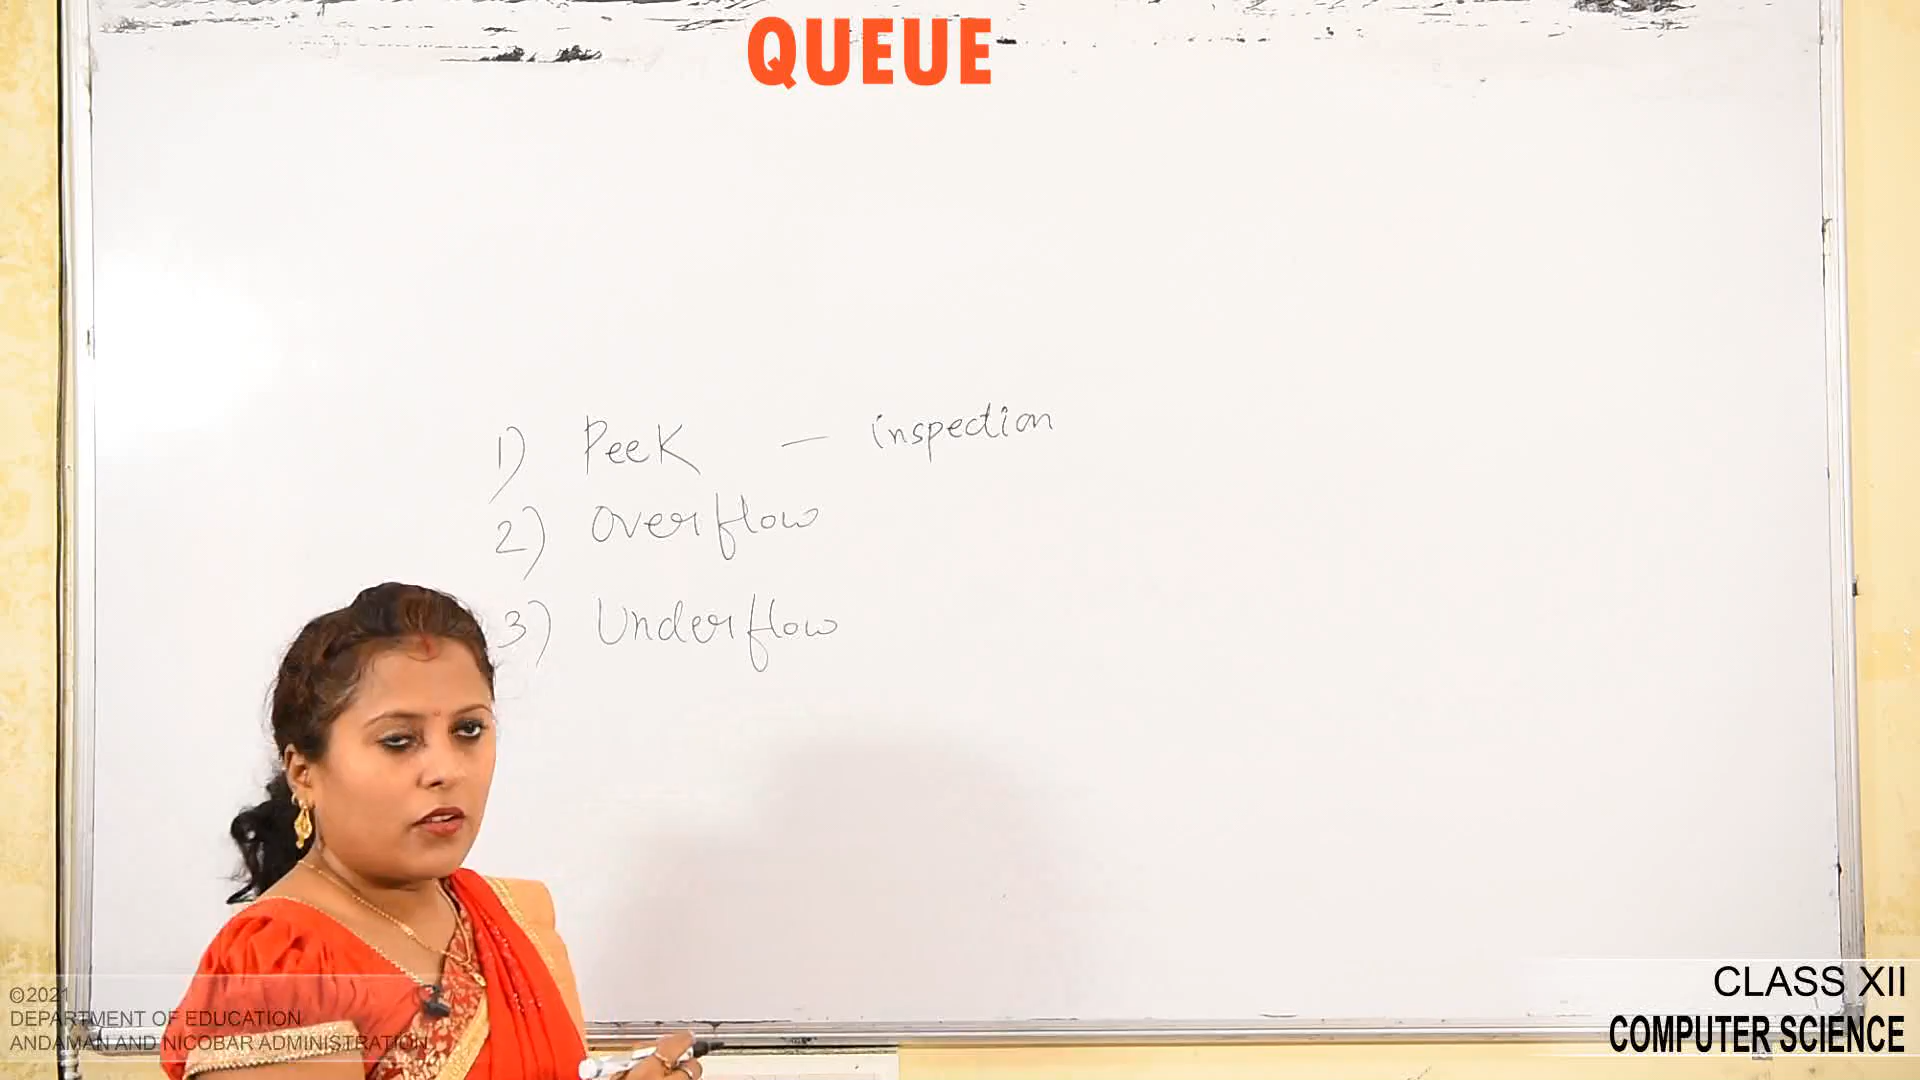 QUEUE
1) Peek — inspection
2) Overflow
3) Underflow
©2021
DEPARTMENT OF EDUCATION
ANDAMAN AND NICOBAR ADMINISTRATION
CLASS XII
COMPUTER SCIENCE